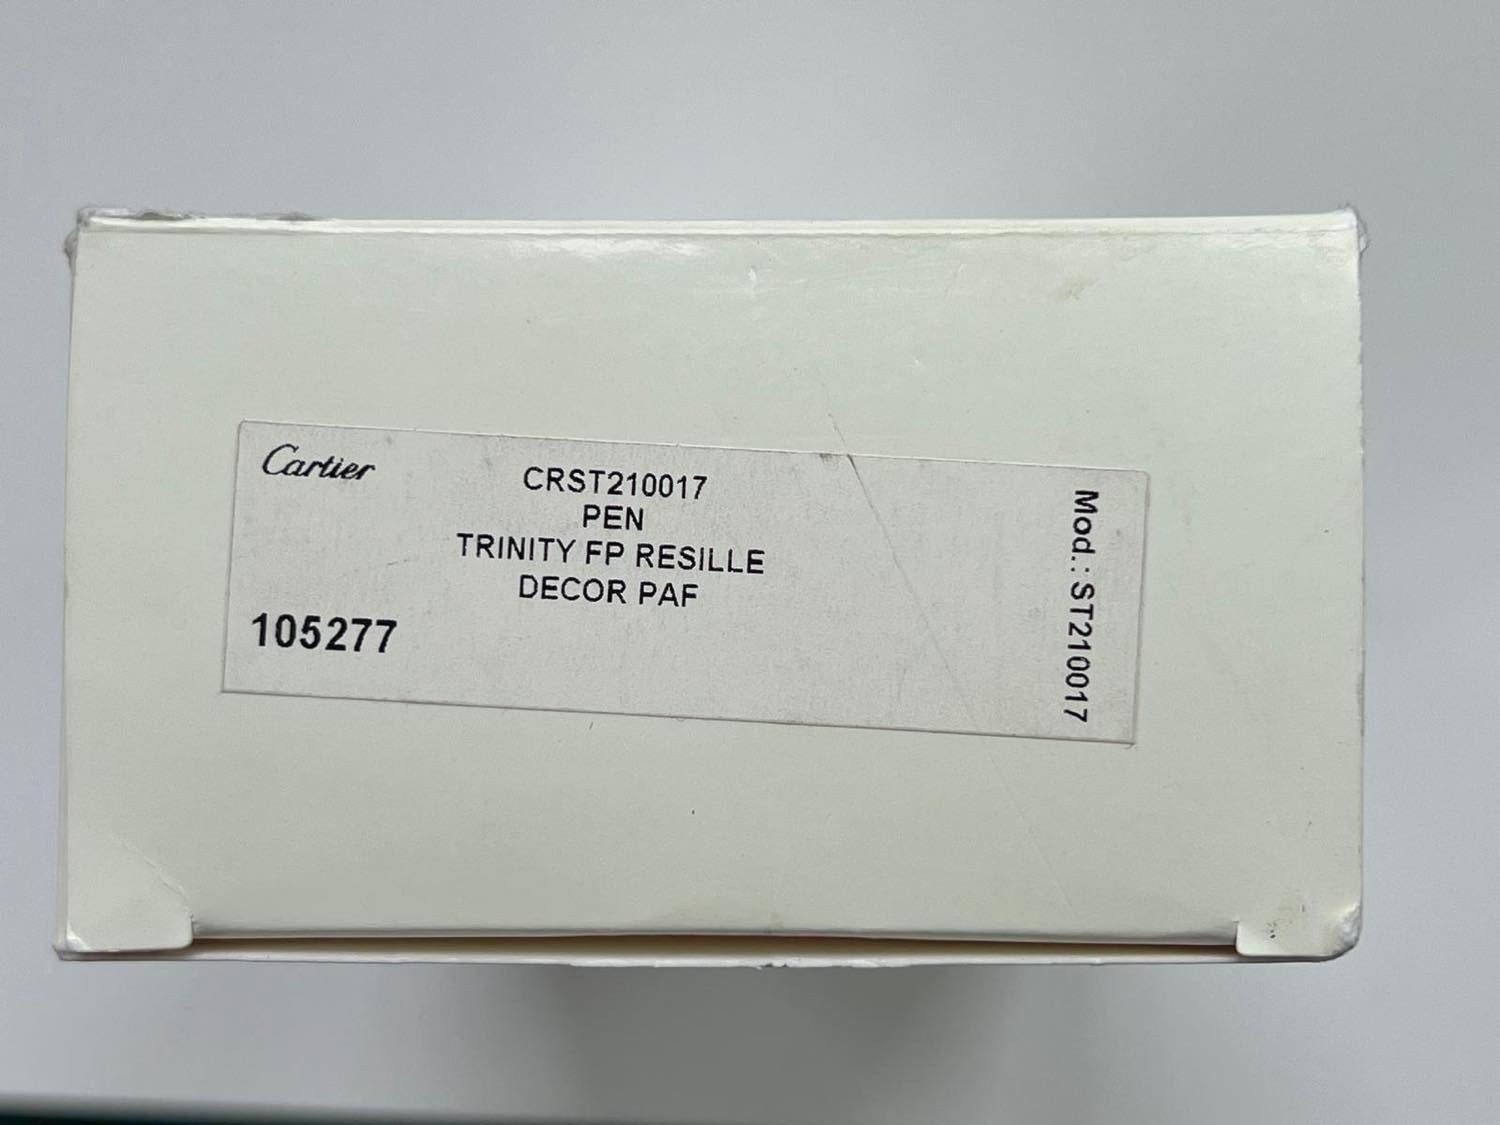 Cartier
CRST210017
PEN
TRINITY FP RESILLE
DECOR PAF
105277
Mod.: ST210017